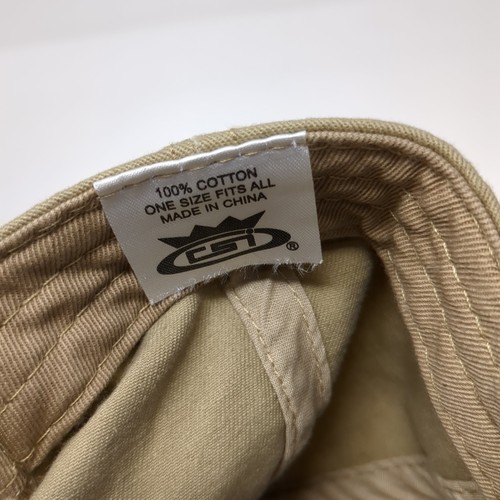 100% COTTON
ONE SIZE FITS ALL
MADE IN CHINA
CSI ®